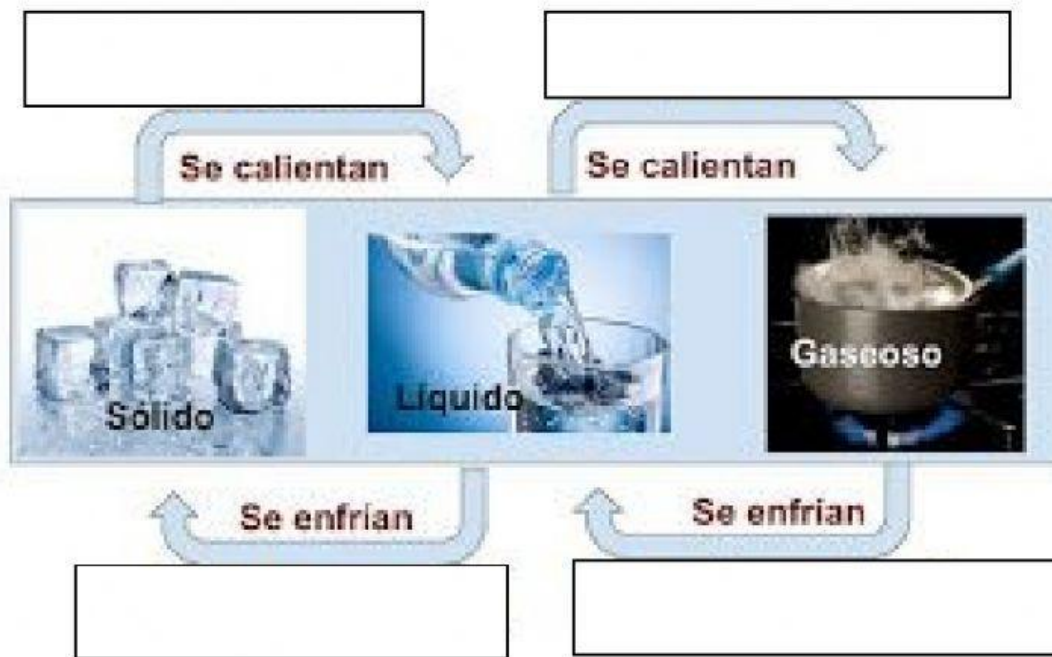 Se calientan
Se calientan
Sólido
Líquido
Gaseoso
Se enfrían
Se enfrían